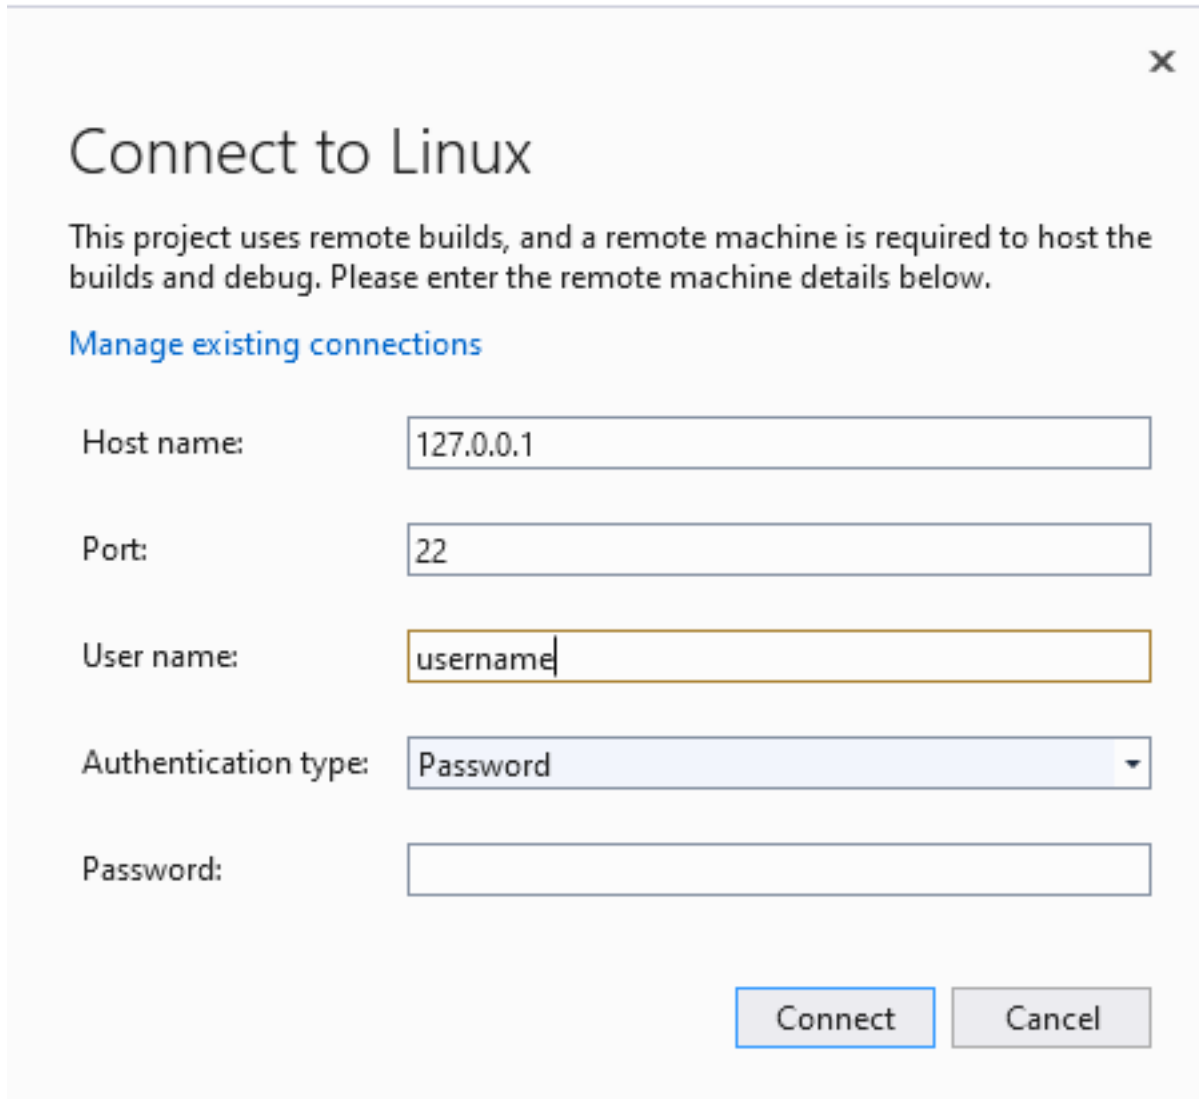 Connect to Linux
This project uses remote builds, and a remote machine is required to host the
builds and debug. Please enter the remote machine details below.
Manage existing connections
Host name: 127.0.0.1
Port: 22
User name: username
Authentication type: Password
Password:
Connect Cancel